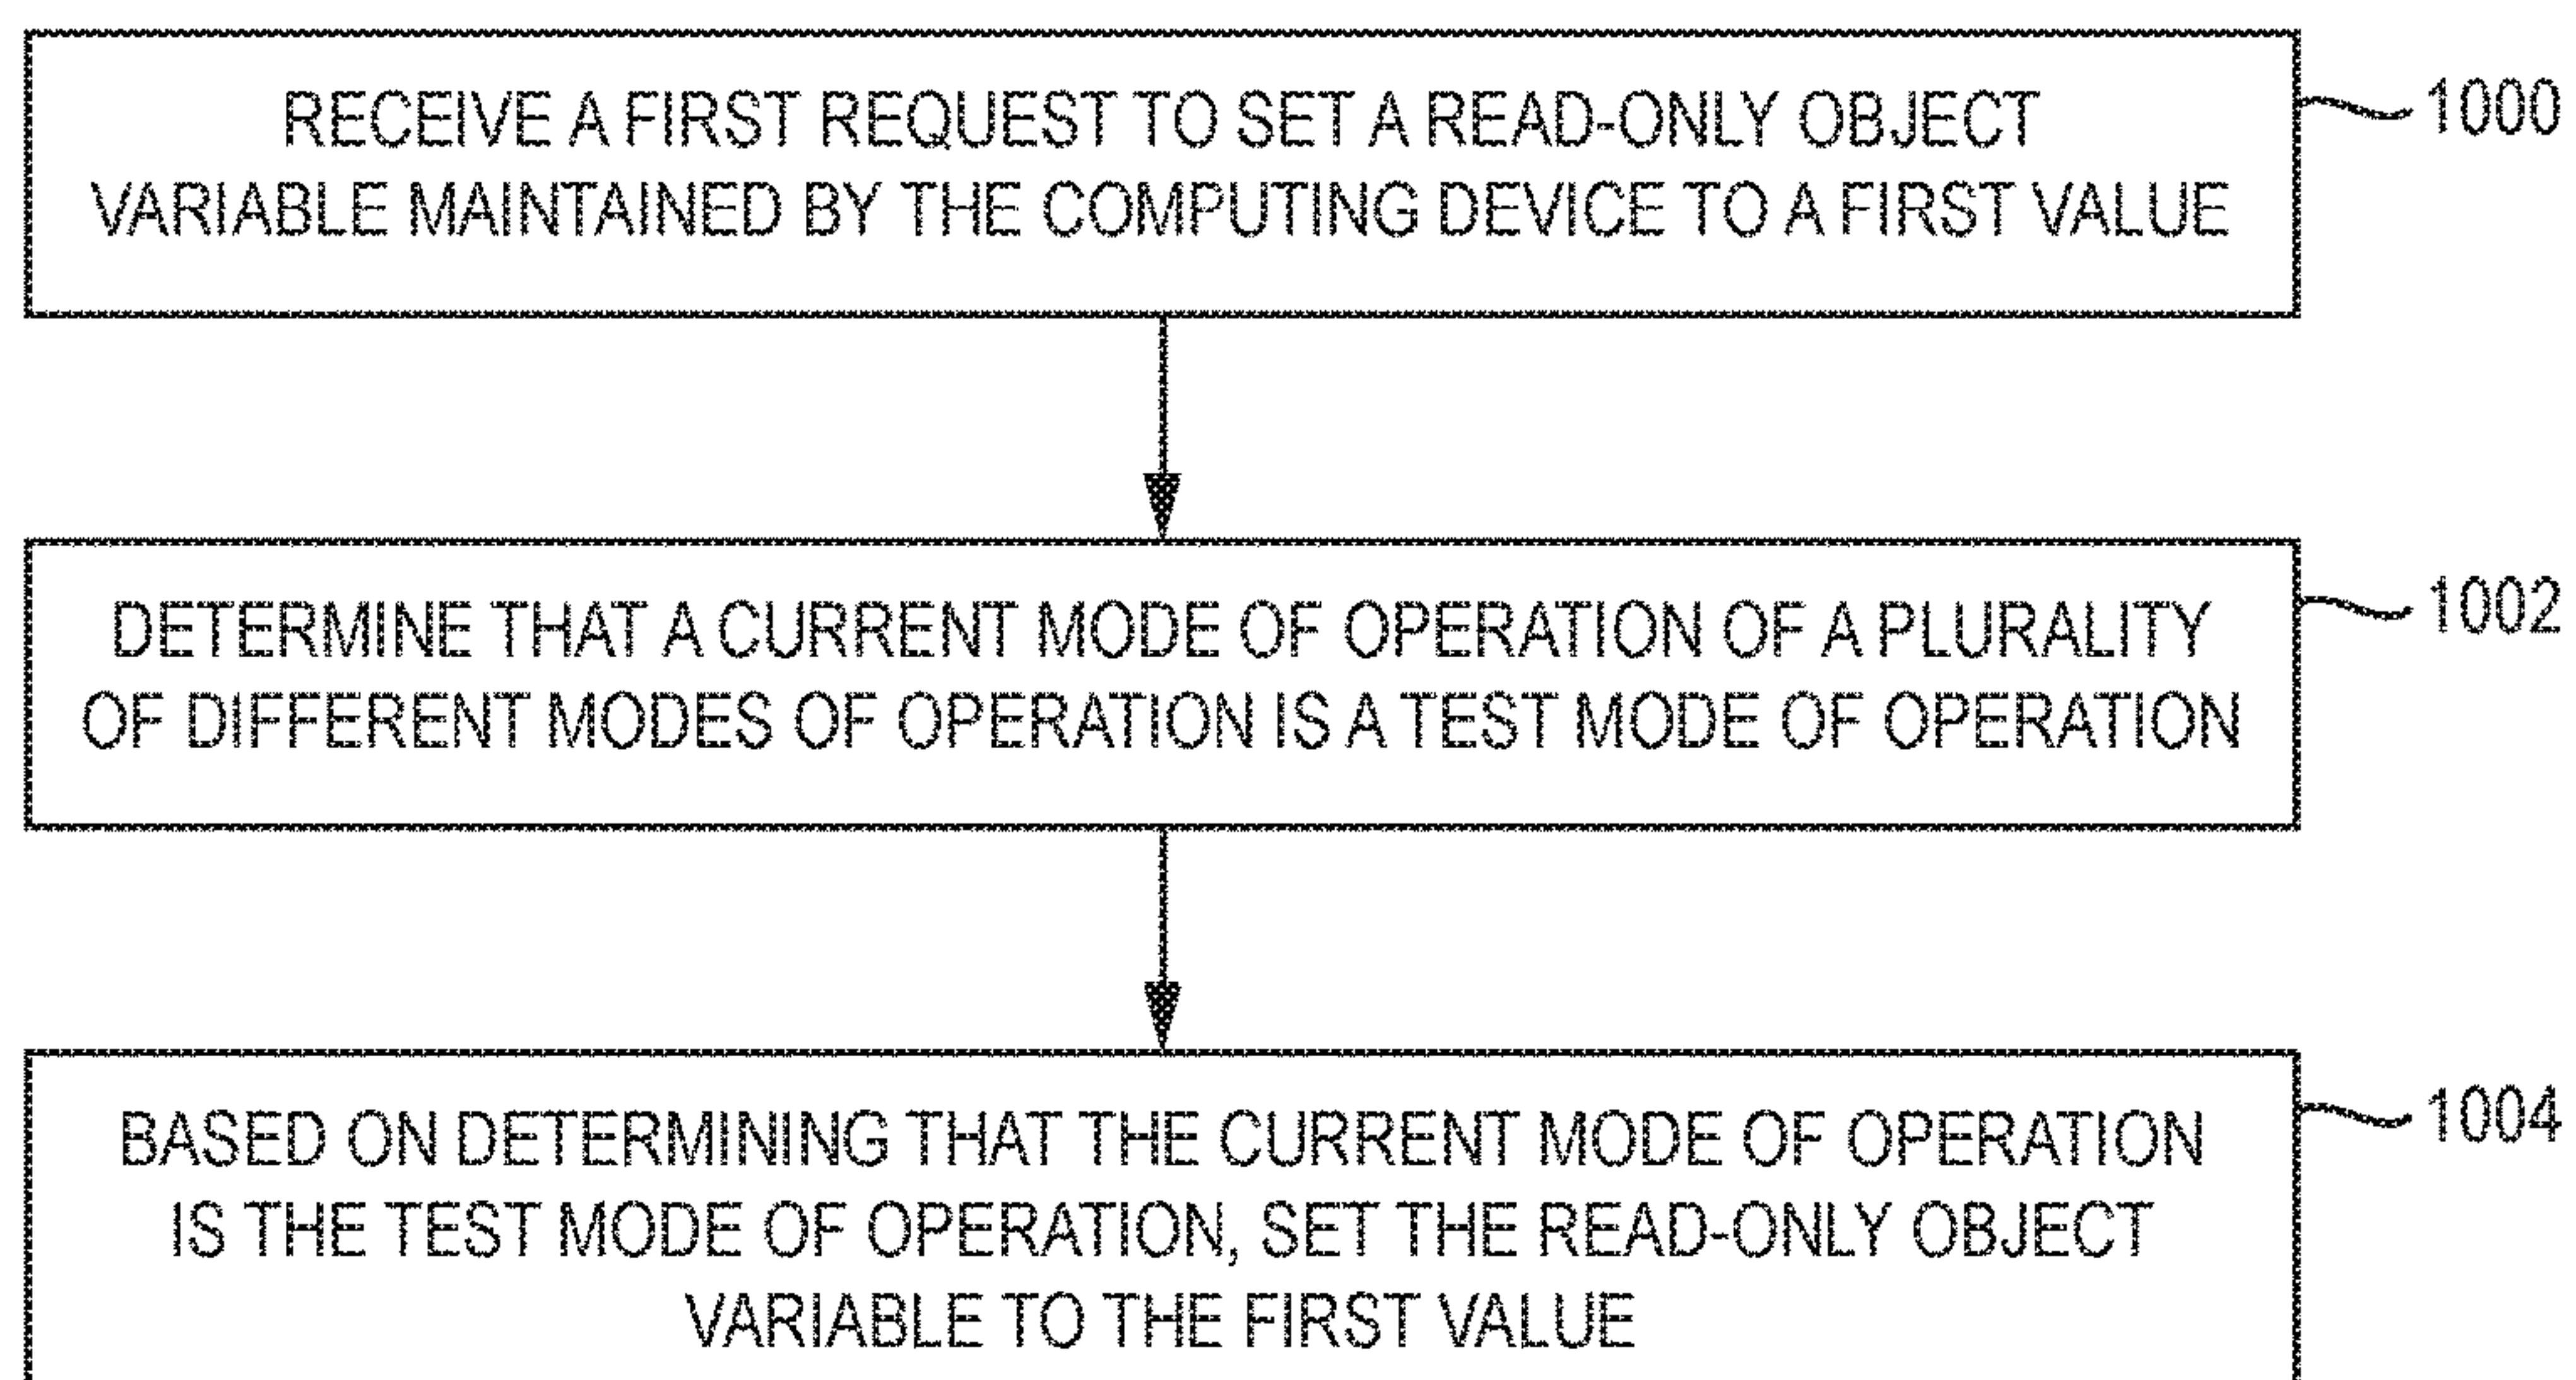 RECEIVE A FIRST REQUEST TO SET A READ-ONLY OBJECT
VARIABLE MAINTAINED BY THE COMPUTING DEVICE TO A FIRST VALUE
1000
DETERMINE THAT A CURRENT MODE OF OPERATION OF A PLURALITY
OF DIFFERENT MODES OF OPERATION IS A TEST MODE OF OPERATION
1002
BASED ON DETERMINING THAT THE CURRENT MODE OF OPERATION
IS THE TEST MODE OF OPERATION, SET THE READ-ONLY OBJECT
VARIABLE TO THE FIRST VALUE
1004